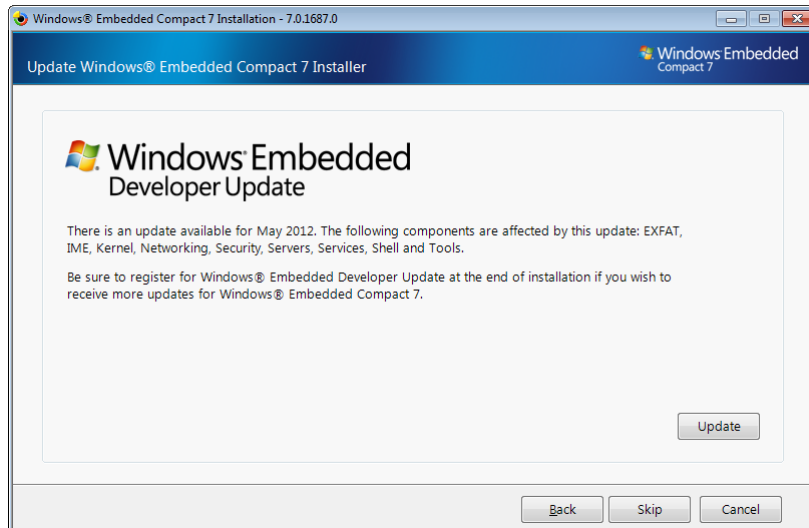 Windows® Embedded Compact 7 Installation - 7.0.1687.0
Update Windows® Embedded Compact 7 Installer
Windows Embedded
Compact 7
Windows Embedded
Developer Update
There is an update available for May 2012. The following components are affected by this update: EXFAT,
IME, Kernel, Networking, Security, Servers, Services, Shell and Tools.
Be sure to register for Windows® Embedded Developer Update at the end of installation if you wish to
receive more updates for Windows® Embedded Compact 7.
Update
Back
Skip
Cancel